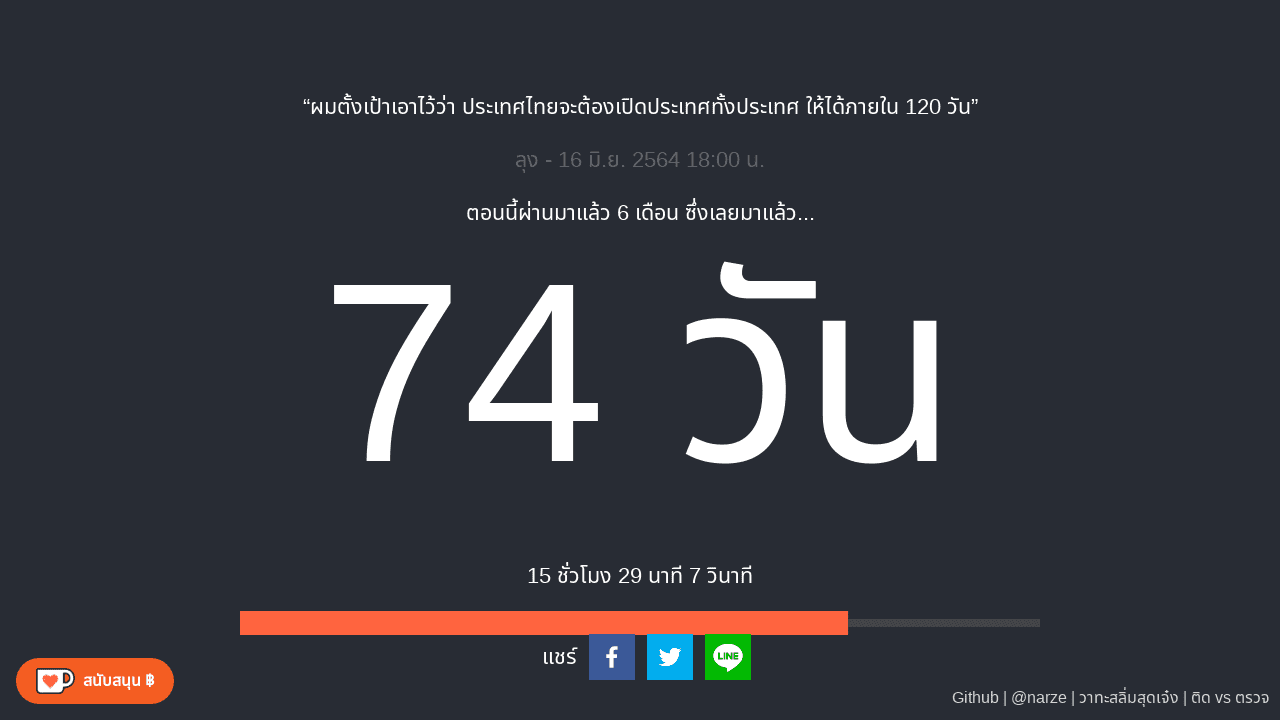 “ผมตั้งเป้าเอาไว้ว่า ประเทศไทยจะต้องเปิดประเทศทั้งประเทศ ให้ได้ภายใน 120 วัน”
ลุง - 16 มิ.ย. 2564 18:00 น.
ตอนนี้ผ่านมาแล้ว 6 เดือน ซึ่งเลยมาแล้ว...
74 วัน
15 ชั่วโมง 29 นาที 7 วินาที
แชร์
LINE
สนับสนุน ฿
Github | @narze | วาทะสลิ่มสุดเจ๋ง | ติด vs ตรวจ